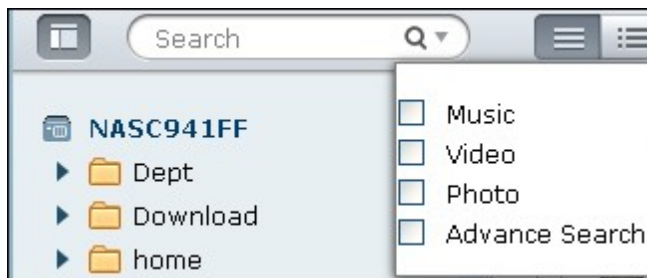 Search
NASC941FF
Dept
Download
home
Music
Video
Photo
Advance Search